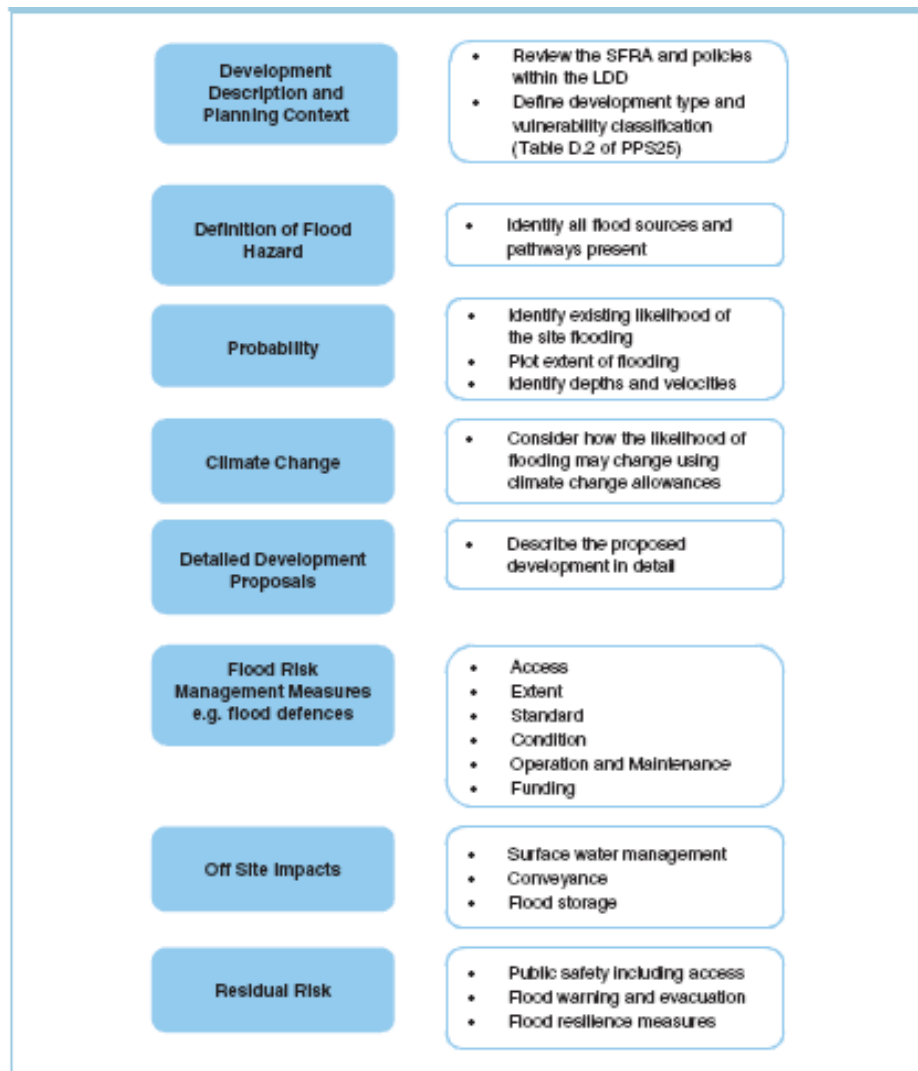 Development
Description and
Planning Context
• Review the SFRA and policies
within the LDD
• Define development type and
vulnerability classification
(Table D.2 of PPS25)
Definition of Flood
Hazard
• Identify all flood sources and
pathways present
Probability
• Identify existing likelihood of
the site flooding
• Plot extent of flooding
• Identify depths and velocities
Climate Change
• Consider how the likelihood of
flooding may change using
climate change allowances
Detailed Development
Proposals
• Describe the proposed
development in detail
Flood Risk
Management Measures
e.g. flood defences
• Access
• Extent
• Standard
• Condition
• Operation and Maintenance
• Funding
Off Site Impacts
• Surface water management
• Conveyance
• Flood storage
Residual Risk
• Public safety including access
• Flood warning and evacuation
• Flood resilience measures